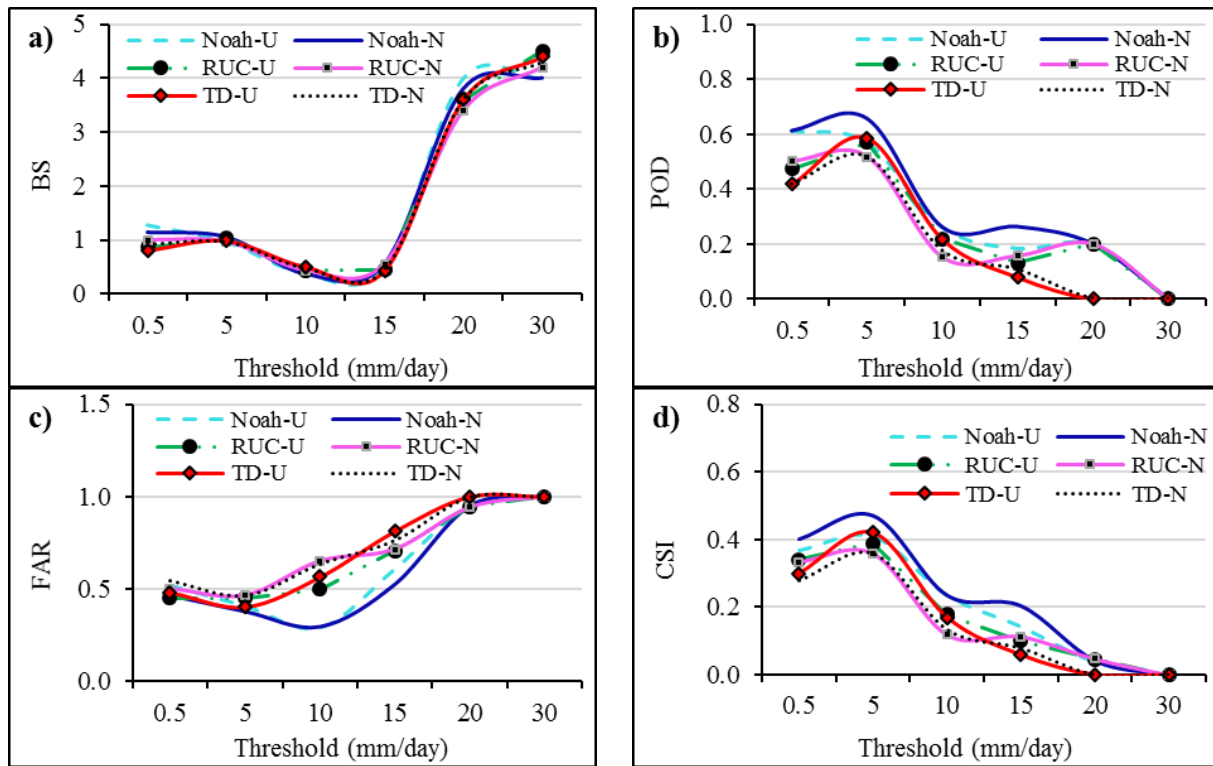 a)
Noah-U Noah-N
RUC-U RUC-N
TD-U TD-N
BS
5
4
3
2
1
0
0.5 5 10 15 20 30
Threshold (mm/day)
b)
Noah-U Noah-N
RUC-U RUC-N
TD-U TD-N
POD
1.0
0.8
0.6
0.4
0.2
0.0
0.5 5 10 15 20 30
Threshold (mm/day)
c)
Noah-U Noah-N
RUC-U RUC-N
TD-U TD-N
FAR
1.5
1.0
0.5
0.0
0.5 5 10 15 20 30
Threshold (mm/day)
d)
Noah-U Noah-N
RUC-U RUC-N
TD-U TD-N
CSI
0.8
0.6
0.4
0.2
0.0
0.5 5 10 15 20 30
Threshold (mm/day)